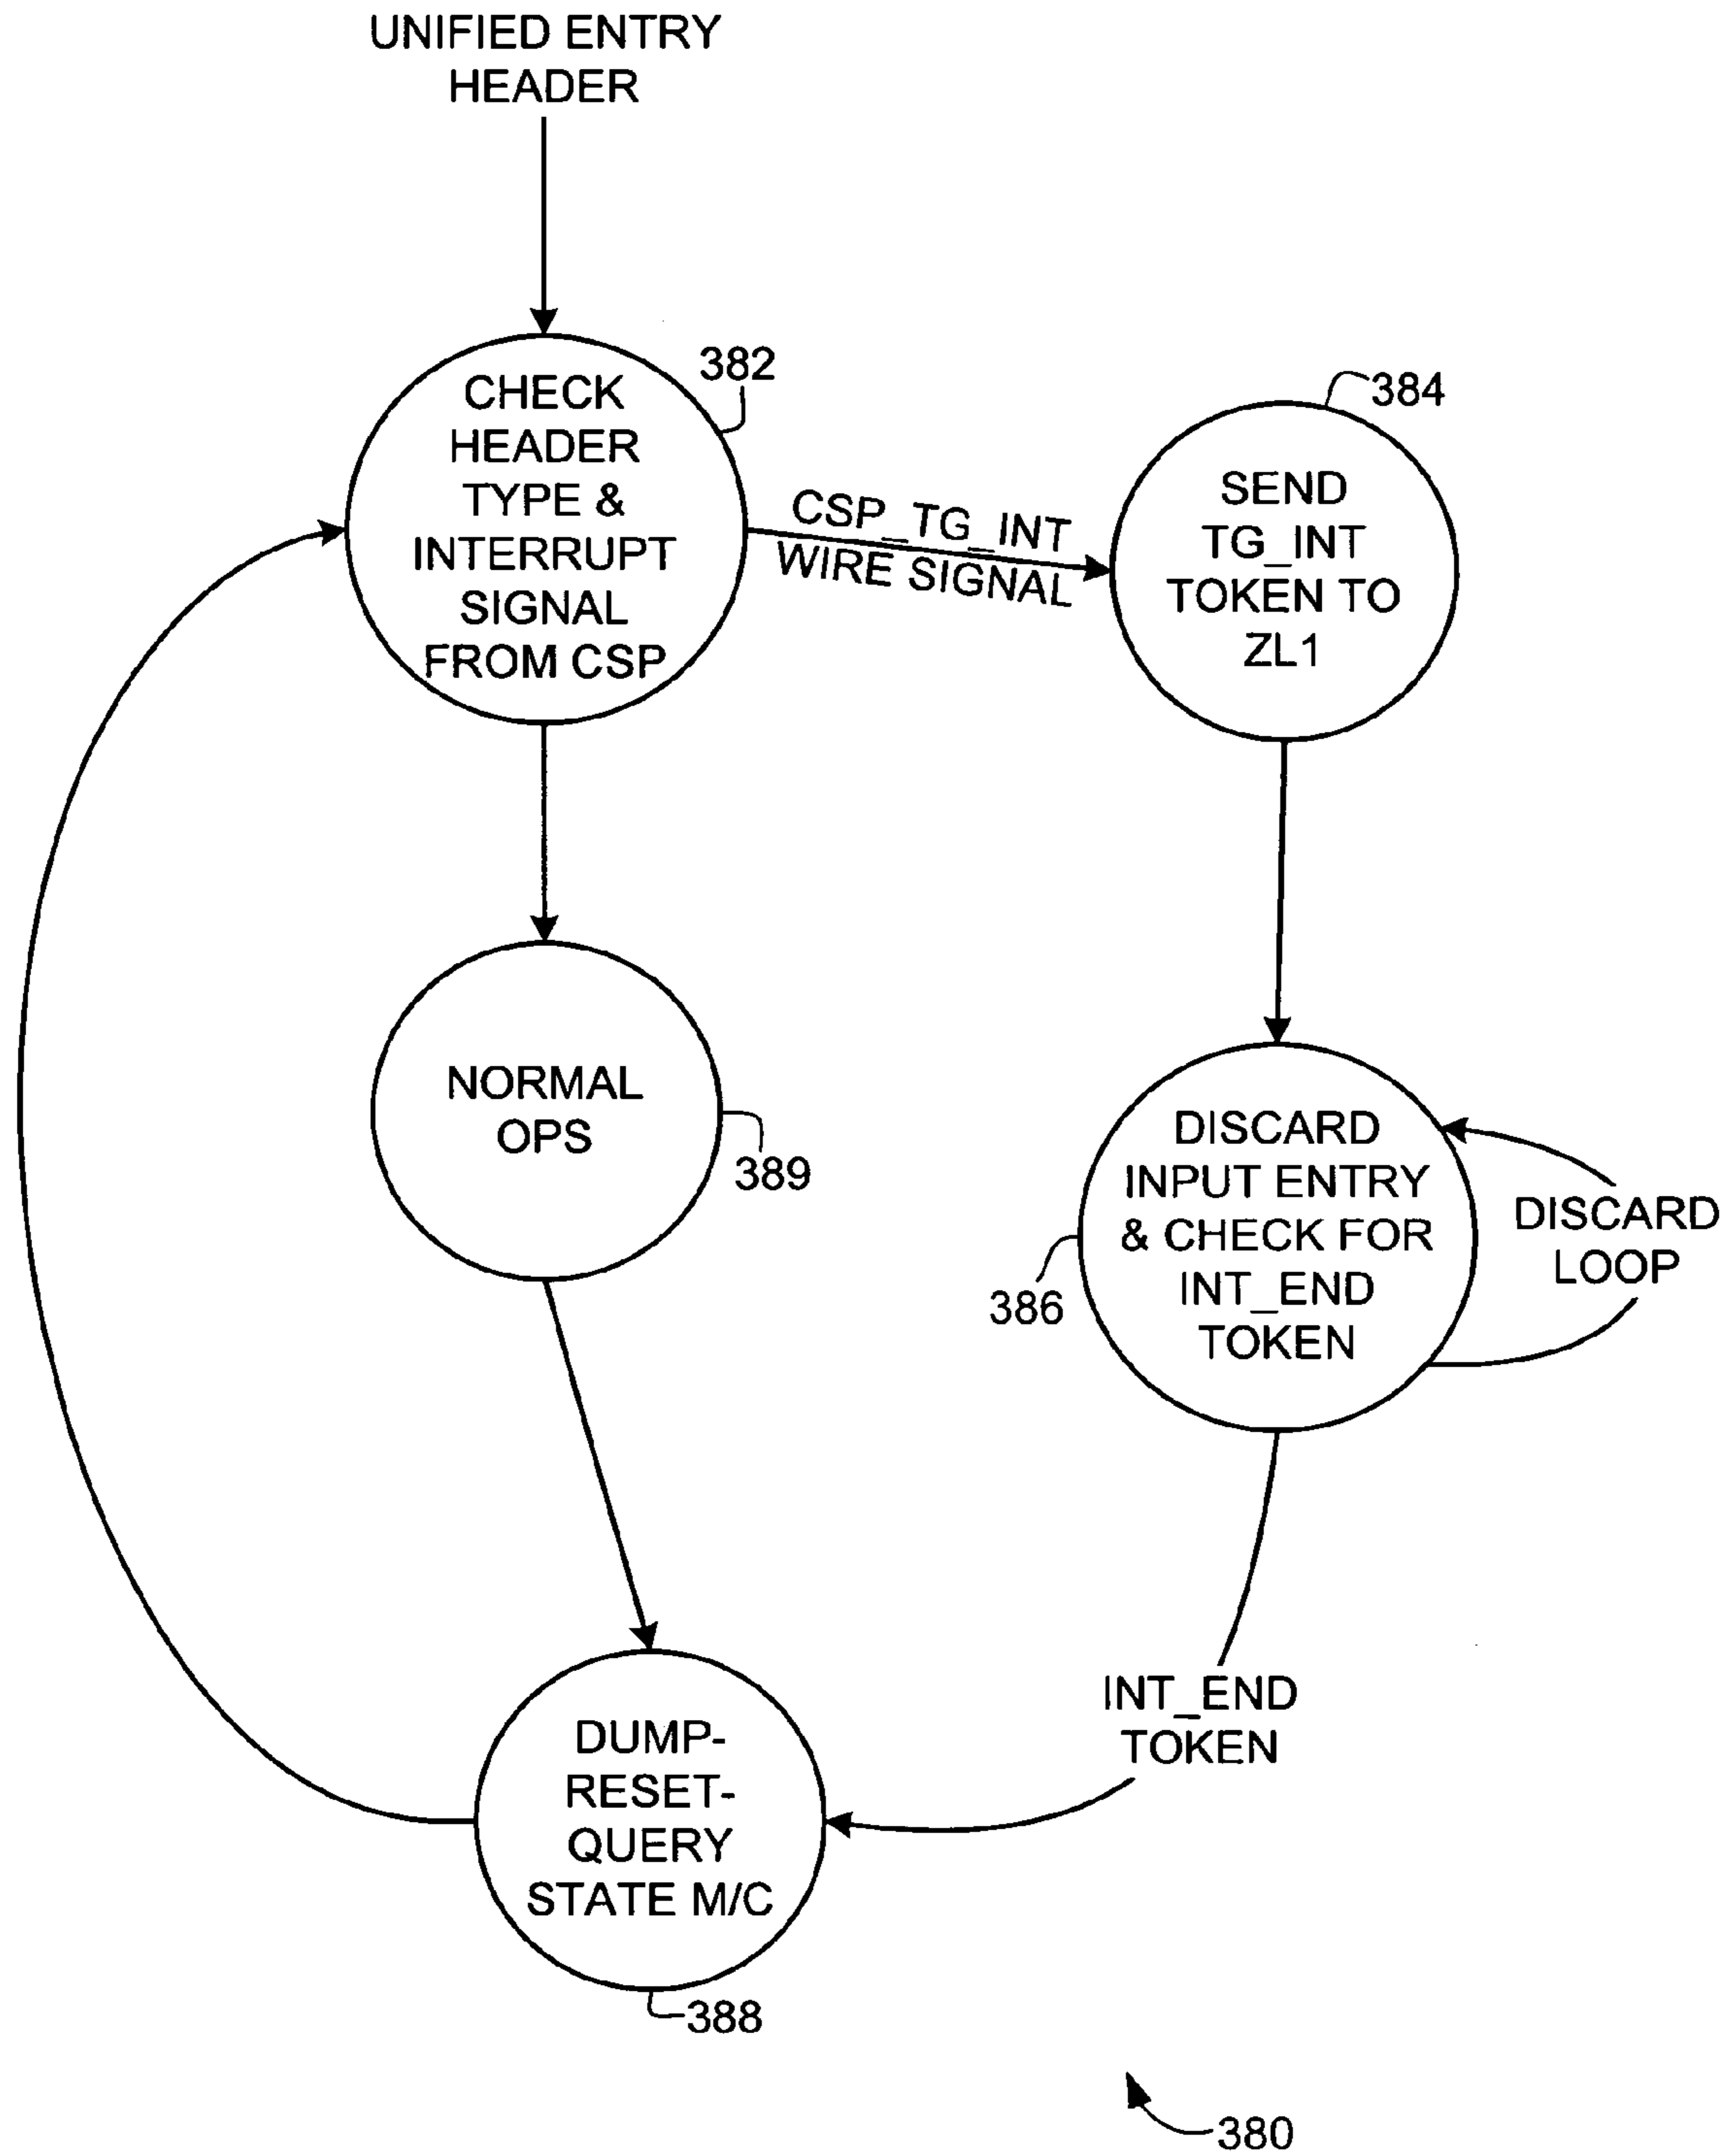 UNIFIED ENTRY
HEADER
382
CHECK
HEADER
TYPE &
INTERRUPT
SIGNAL
FROM CSP
CSP_TG_INT
WIRE SIGNAL
384
SEND
TG_INT
TOKEN TO
ZL1
NORMAL
OPS
389
DISCARD
INPUT ENTRY
& CHECK FOR
INT_END
TOKEN
386
DISCARD
LOOP
INT_END
TOKEN
DUMP-
RESET-
QUERY
STATE M/C
388
380